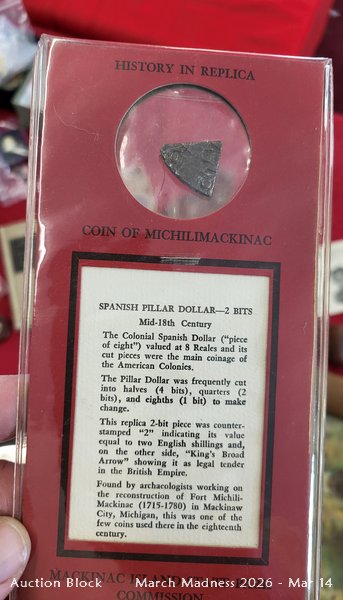 HISTORY IN REPLICA
COIN OF MICHILIMACKINAC
SPANISH PILLAR DOLLAR—2 BITS
Mid-18th Century
The Colonial Spanish Dollar ("piece
of eight") valued at 8 Reales and its
cut pieces were the main coinage of
the American Colonies.
The Pillar Dollar was frequently cut
into halves (4 bits), quarters (2
bits), and eighths (1 bit) to make
change.
This replica 2-bit piece was counter-
stamped "2" indicating its value
equal to two English shillings and,
on the other side, "King's Broad
Arrow" showing it as legal tender
in the British Empire.
Found by archaeologists working on
the reconstruction of Fort Michili-
Mackinac (1715-1780) in Mackinaw
City, Michigan, this was one of the
few coins used there in the eighteenth
century.
MACKINAC
COMMISSION
Auction Block March Madness 2026 - Mar 14